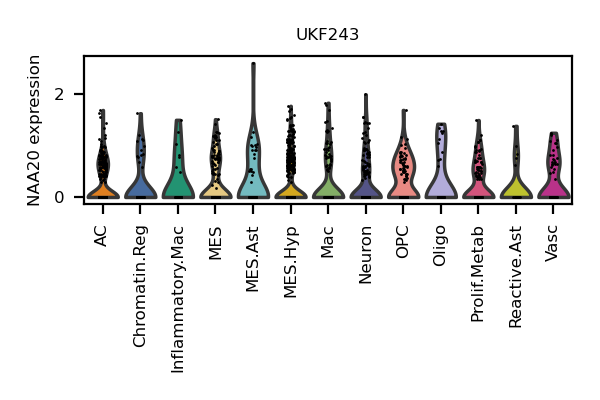 UKF243
NAA20 expression
2
0
AC
Chromatin.Reg
Inflammatory.Mac
MES
MES.Ast
MES.Hyp
Mac
Neuron
OPC
Oligo
Prolif.Metab
Reactive.Ast
Vasc